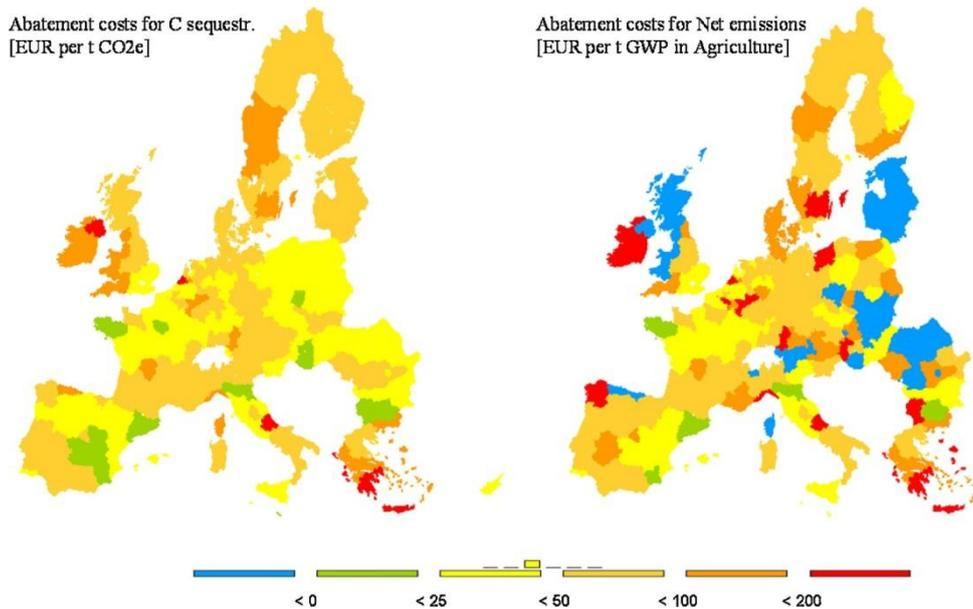 Abatement costs for C sequestr.
[EUR per t CO2e]
Abatement costs for Net emissions
[EUR per t GWP in Agriculture]
< 0
< 25
< 50
< 100
< 200